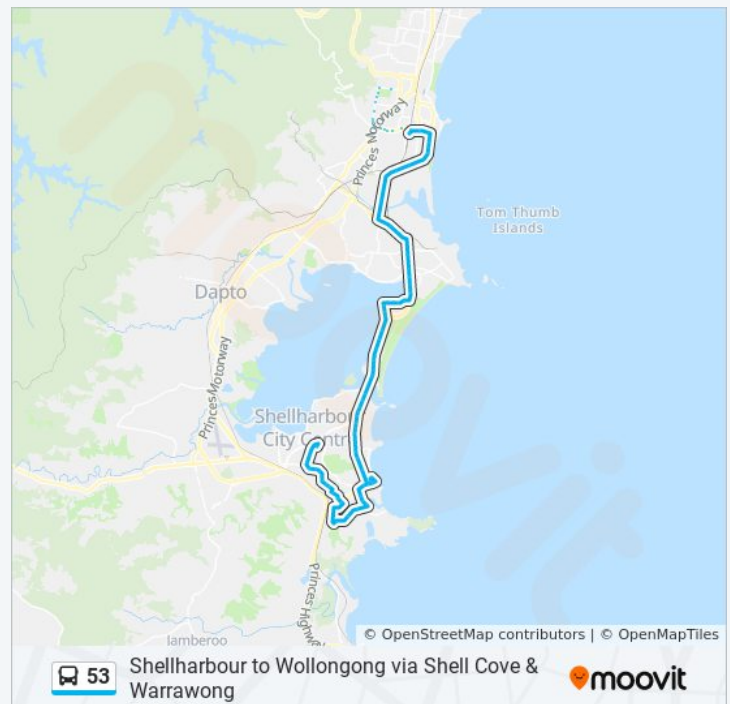 Princes Motorway
Tom Thumb
Islands
Dapto
Princes Motorway
Shellharbour
City Centre
Princes Highway
Jamberoo
© OpenStreetMap contributors | © OpenMapTiles
53
Shellharbour to Wollongong via Shell Cove &
Warrawong
moovit